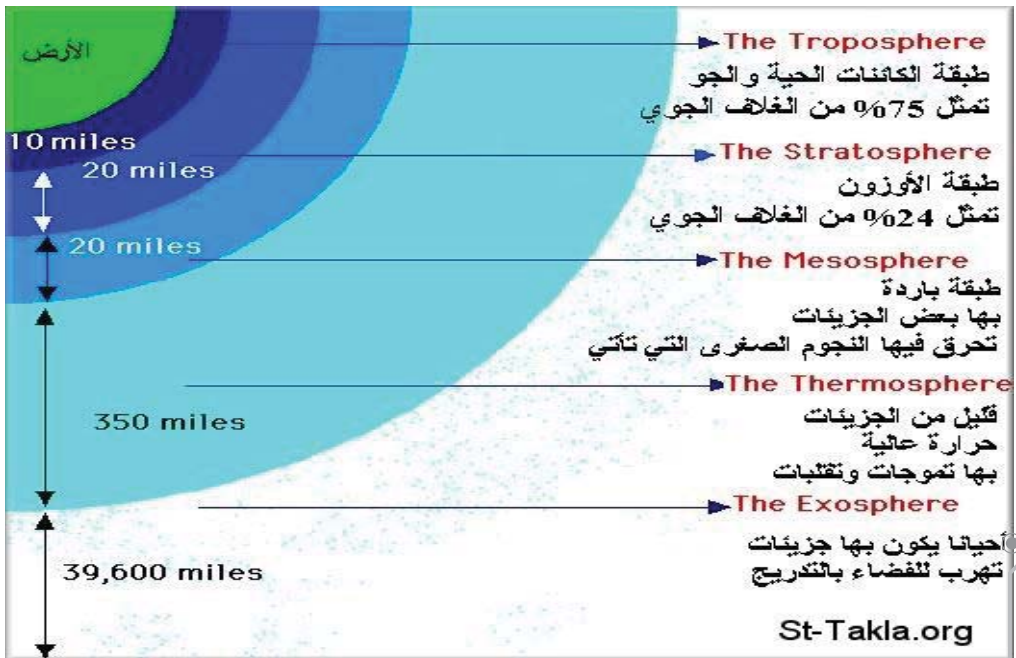 الأرض
10 miles
20 miles
20 miles
350 miles
39,600 miles
The Troposphere
طبقة الكائنات الحية والجو
تمثل 75% من الغلاف الجوي
The Stratosphere
طبقة الأوزون
تمثل 24% من الغلاف الجوي
The Mesosphere
طبقة باردة
بها بعض الجزيئات
تحرق فيها النجوم الصغرى التي تأتي
The Thermosphere
قليل من الجزيئات
حرارة عالية
بها تموجات وتقلبات
The Exosphere
أحيانا يكون بها جزيئات
تهرب للفضاء بالتدريج
St-Takla.org